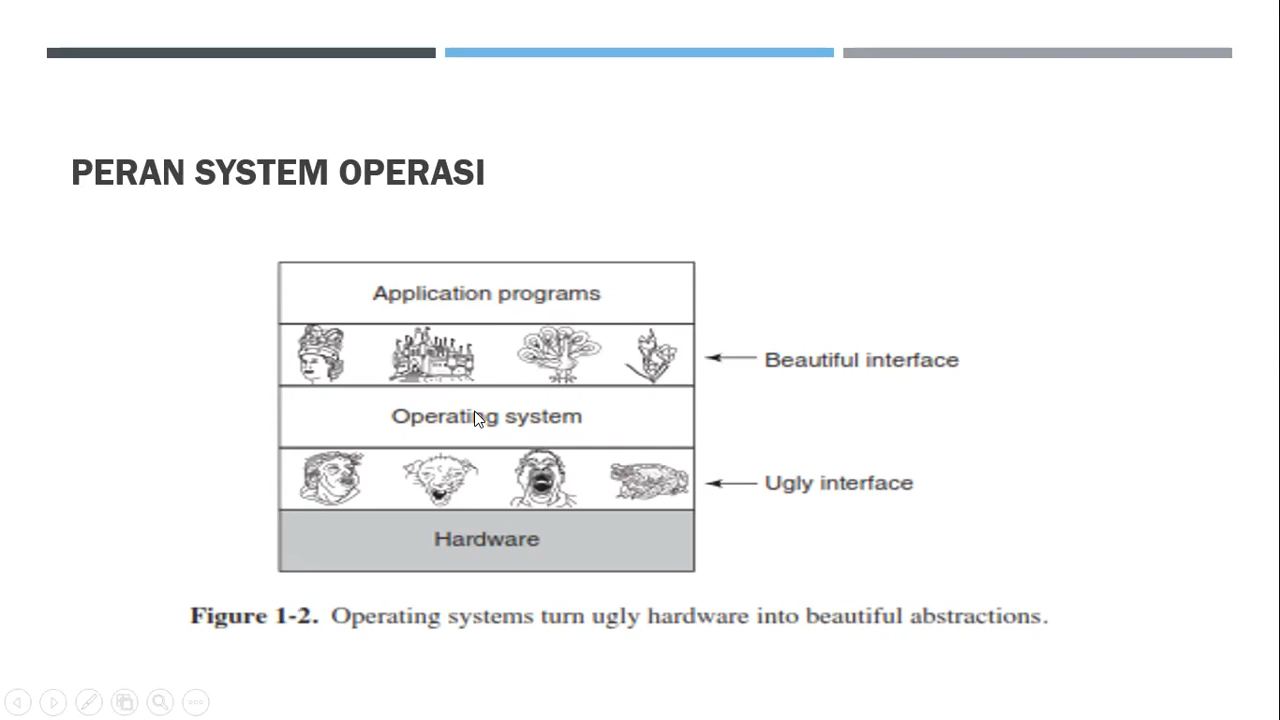 PERAN SYSTEM OPERASI
Application programs
Beautiful interface
Operating system
Ugly interface
Hardware
Figure 1-2. Operating systems turn ugly hardware into beautiful abstractions.